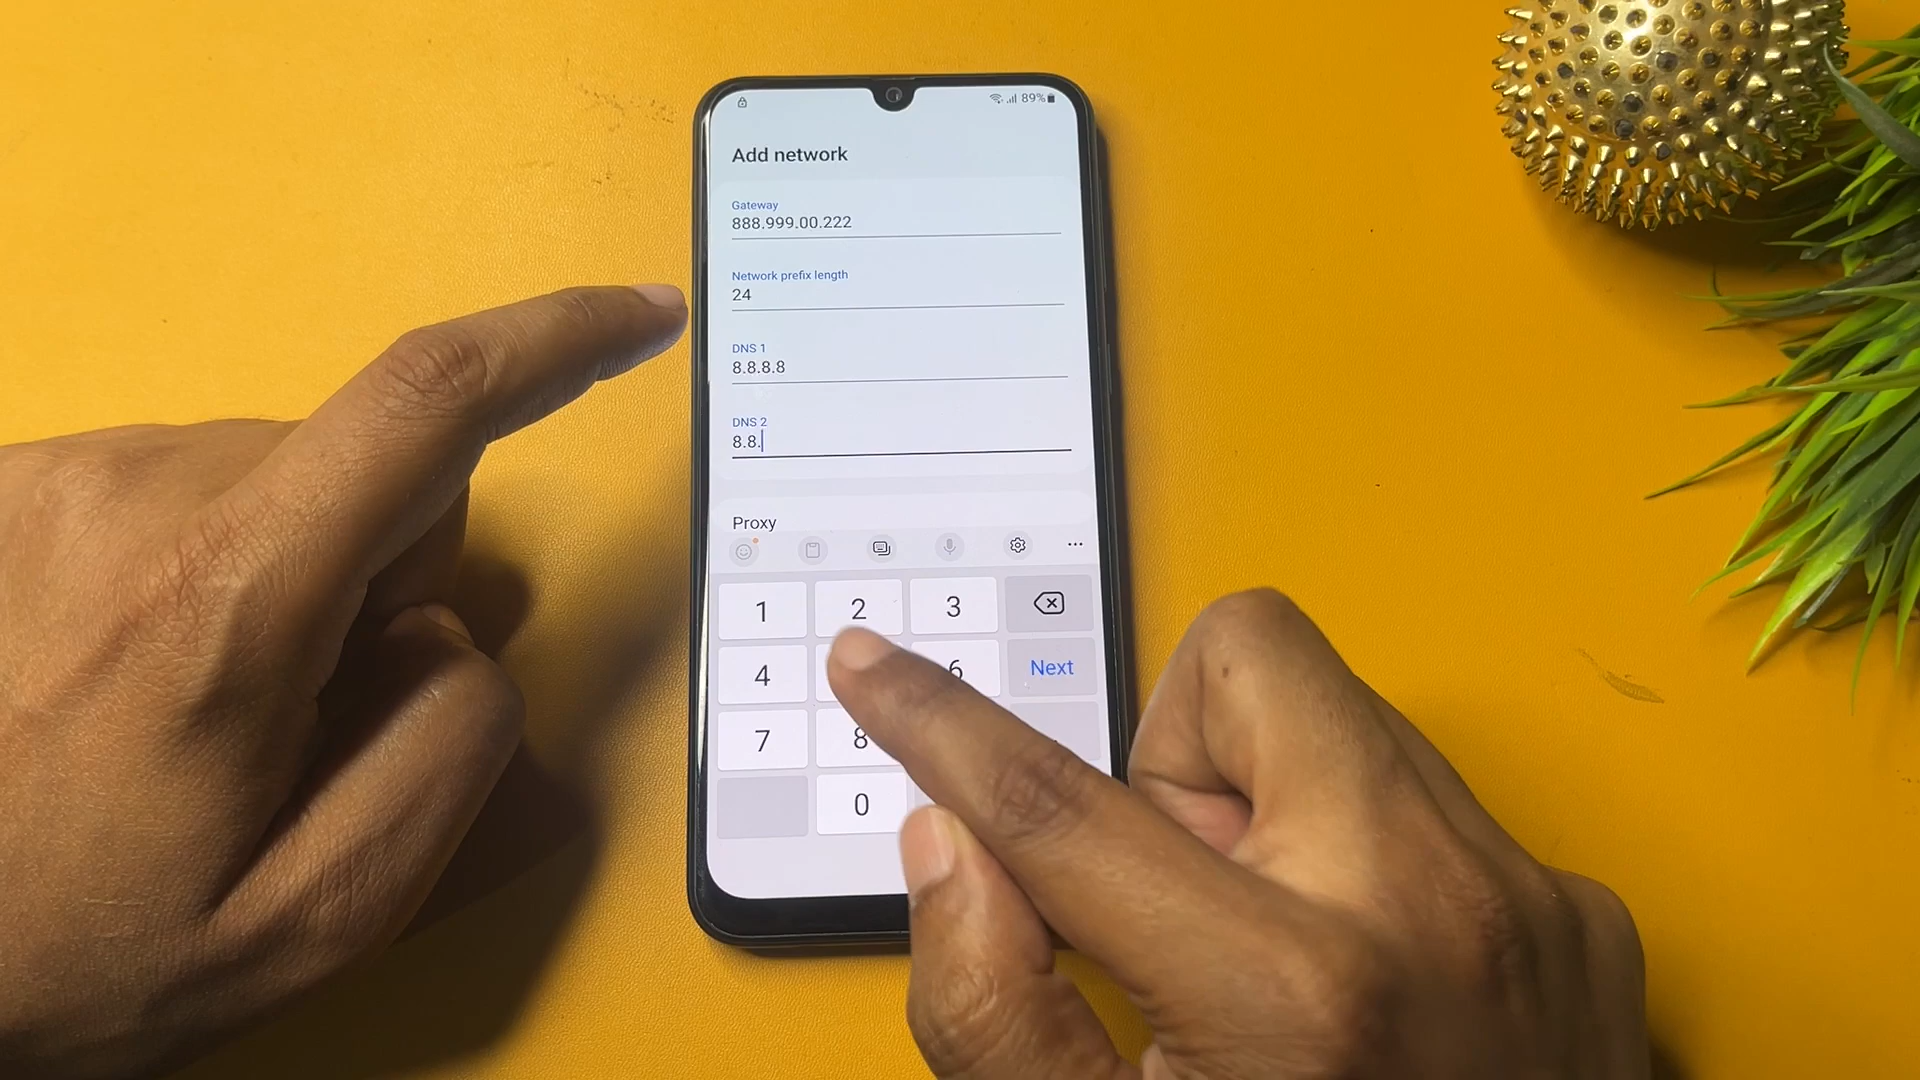 89%
Add network
Gateway
888.999.00.222
Network prefix length
24
DNS 1
8.8.8.8
DNS 2
8.8.
Proxy
1 2 3
4 6 Next
7 8
0